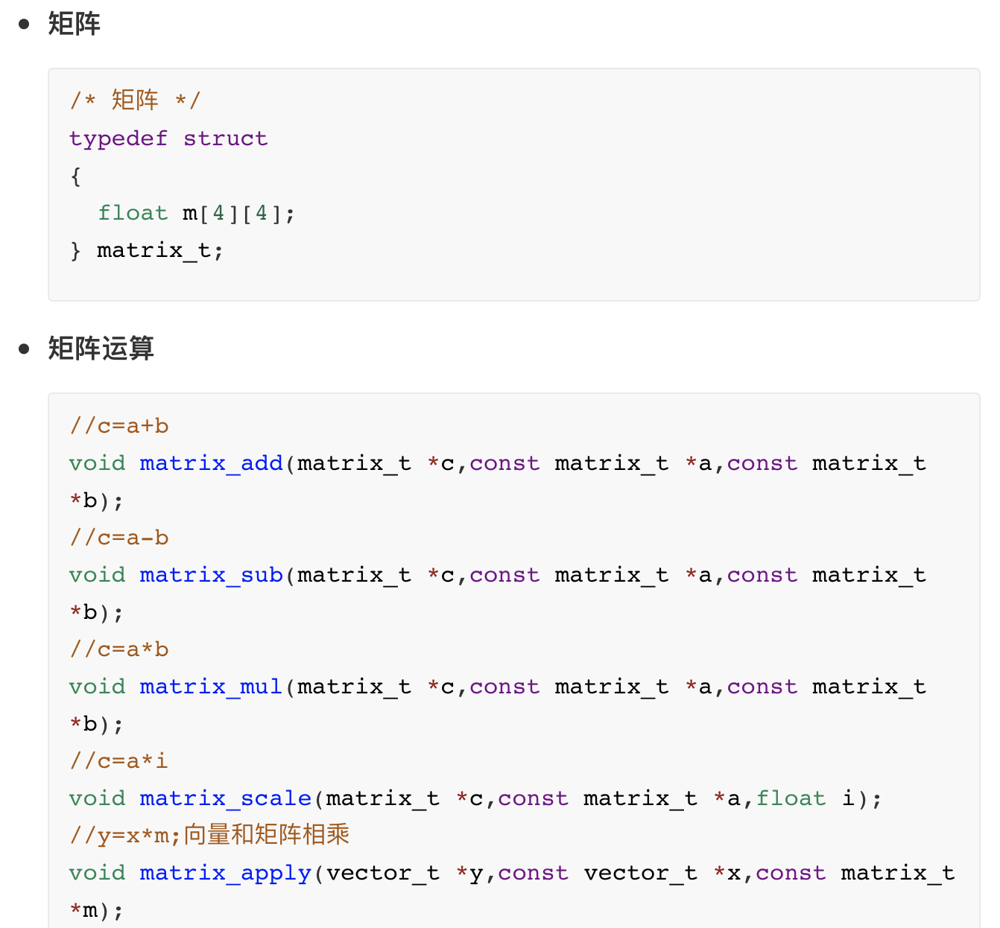 矩阵
/* 矩阵 */
typedef struct
{
  float m[4][4];
} matrix_t;
矩阵运算
//c=a+b
void matrix_add(matrix_t *c,const matrix_t *a,const matrix_t
*b);
//c=a-b
void matrix_sub(matrix_t *c,const matrix_t *a,const matrix_t
*b);
//c=a*b
void matrix_mul(matrix_t *c,const matrix_t *a,const matrix_t
*b);
//c=a*i
void matrix_scale(matrix_t *c,const matrix_t *a,float i);
//y=x*m;向量和矩阵相乘
void matrix_apply(vector_t *y,const vector_t *x,const matrix_t
*m);